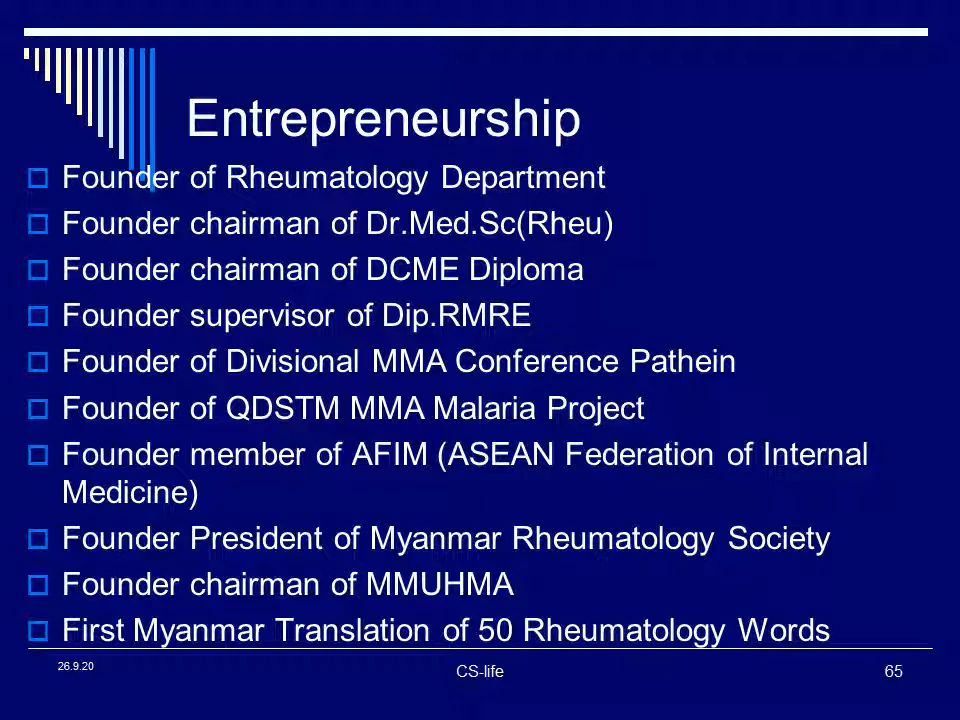 Entrepreneurship
Founder of Rheumatology Department
Founder chairman of Dr.Med.Sc(Rheu)
Founder chairman of DCME Diploma
Founder supervisor of Dip.RMRE
Founder of Divisional MMA Conference Pathein
Founder of QDSTM MMA Malaria Project
Founder member of AFIM (ASEAN Federation of Internal
Medicine)
Founder President of Myanmar Rheumatology Society
Founder chairman of MMUHMA
First Myanmar Translation of 50 Rheumatology Words
26.9.20
CS-life
65